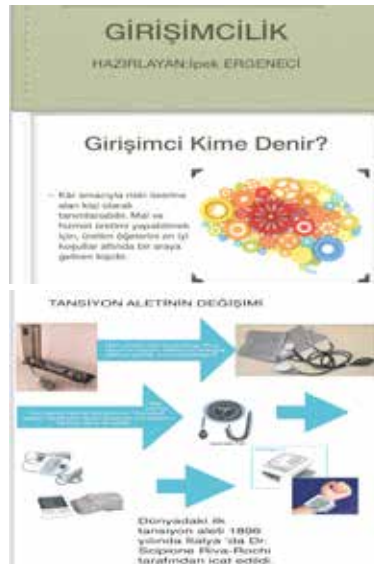 GİRİŞİMCİLİK
HAZIRLAYAN:İpek ERGENECİ
Girişimci Kime Denir?
– Kâr amacıyla riski üzerine
alan kişi olarak
tanımlanabilir. Mal ve
hizmet üretimi yapabilmek
için, üretim öğelerini en iyi
koşullar altında bir araya
getiren kişidir.
TANSİYON ALETİNİN DEĞİŞİMİ
Dünyadaki ilk
tansiyon aleti 1896
yılında İtalya 'da Dr.
Scipione Riva-Rochi
tarafından icat edildi.